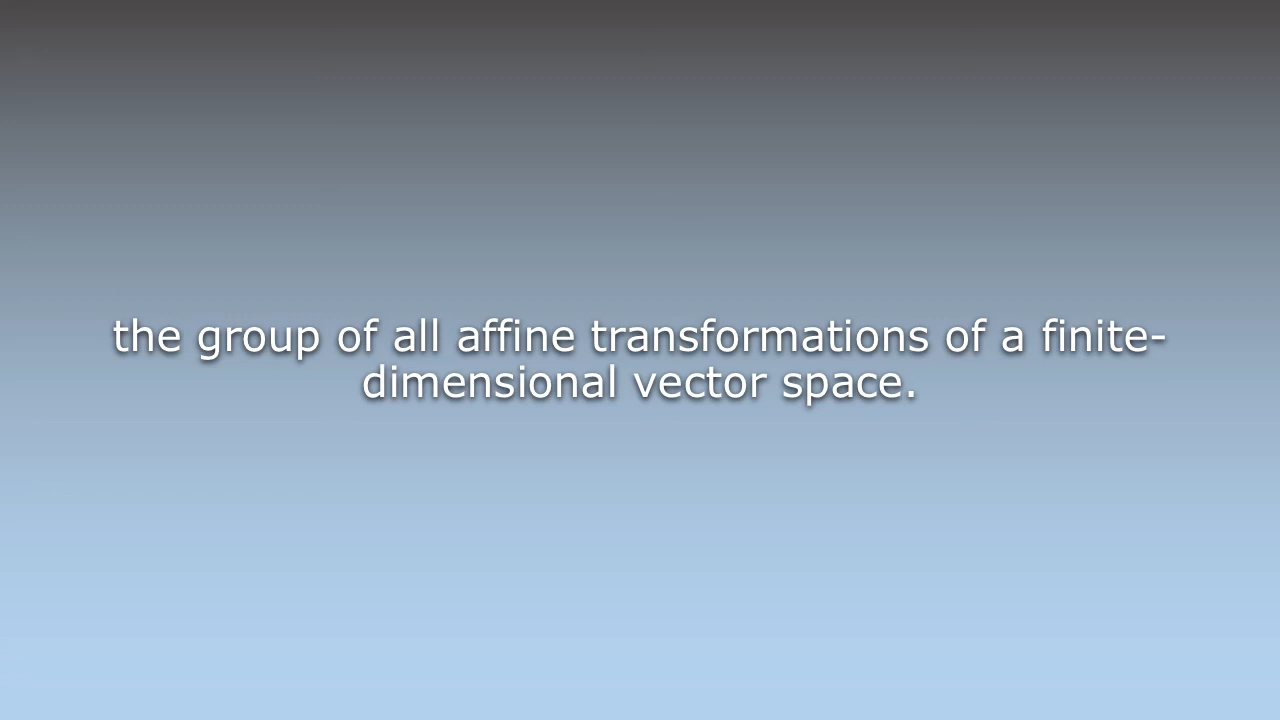 the group of all affine transformations of a finite-
dimensional vector space.